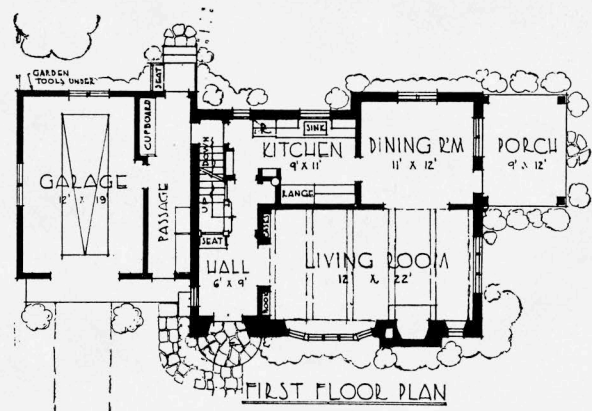 GARDEN
TOOLS UNDER
SEAT
CUPBOARD
PASSAGE
GARAGE
12' X 19'
DOWN
UP
SEAT
HALL
6' X 9'
R
SINK
KITCHEN
9' X 11'
RANGE
DINING R'M
11' X 12'
PORCH
9' X 12'
BOOKS
LIVING ROOM
12 X 22'
FIRST FLOOR PLAN